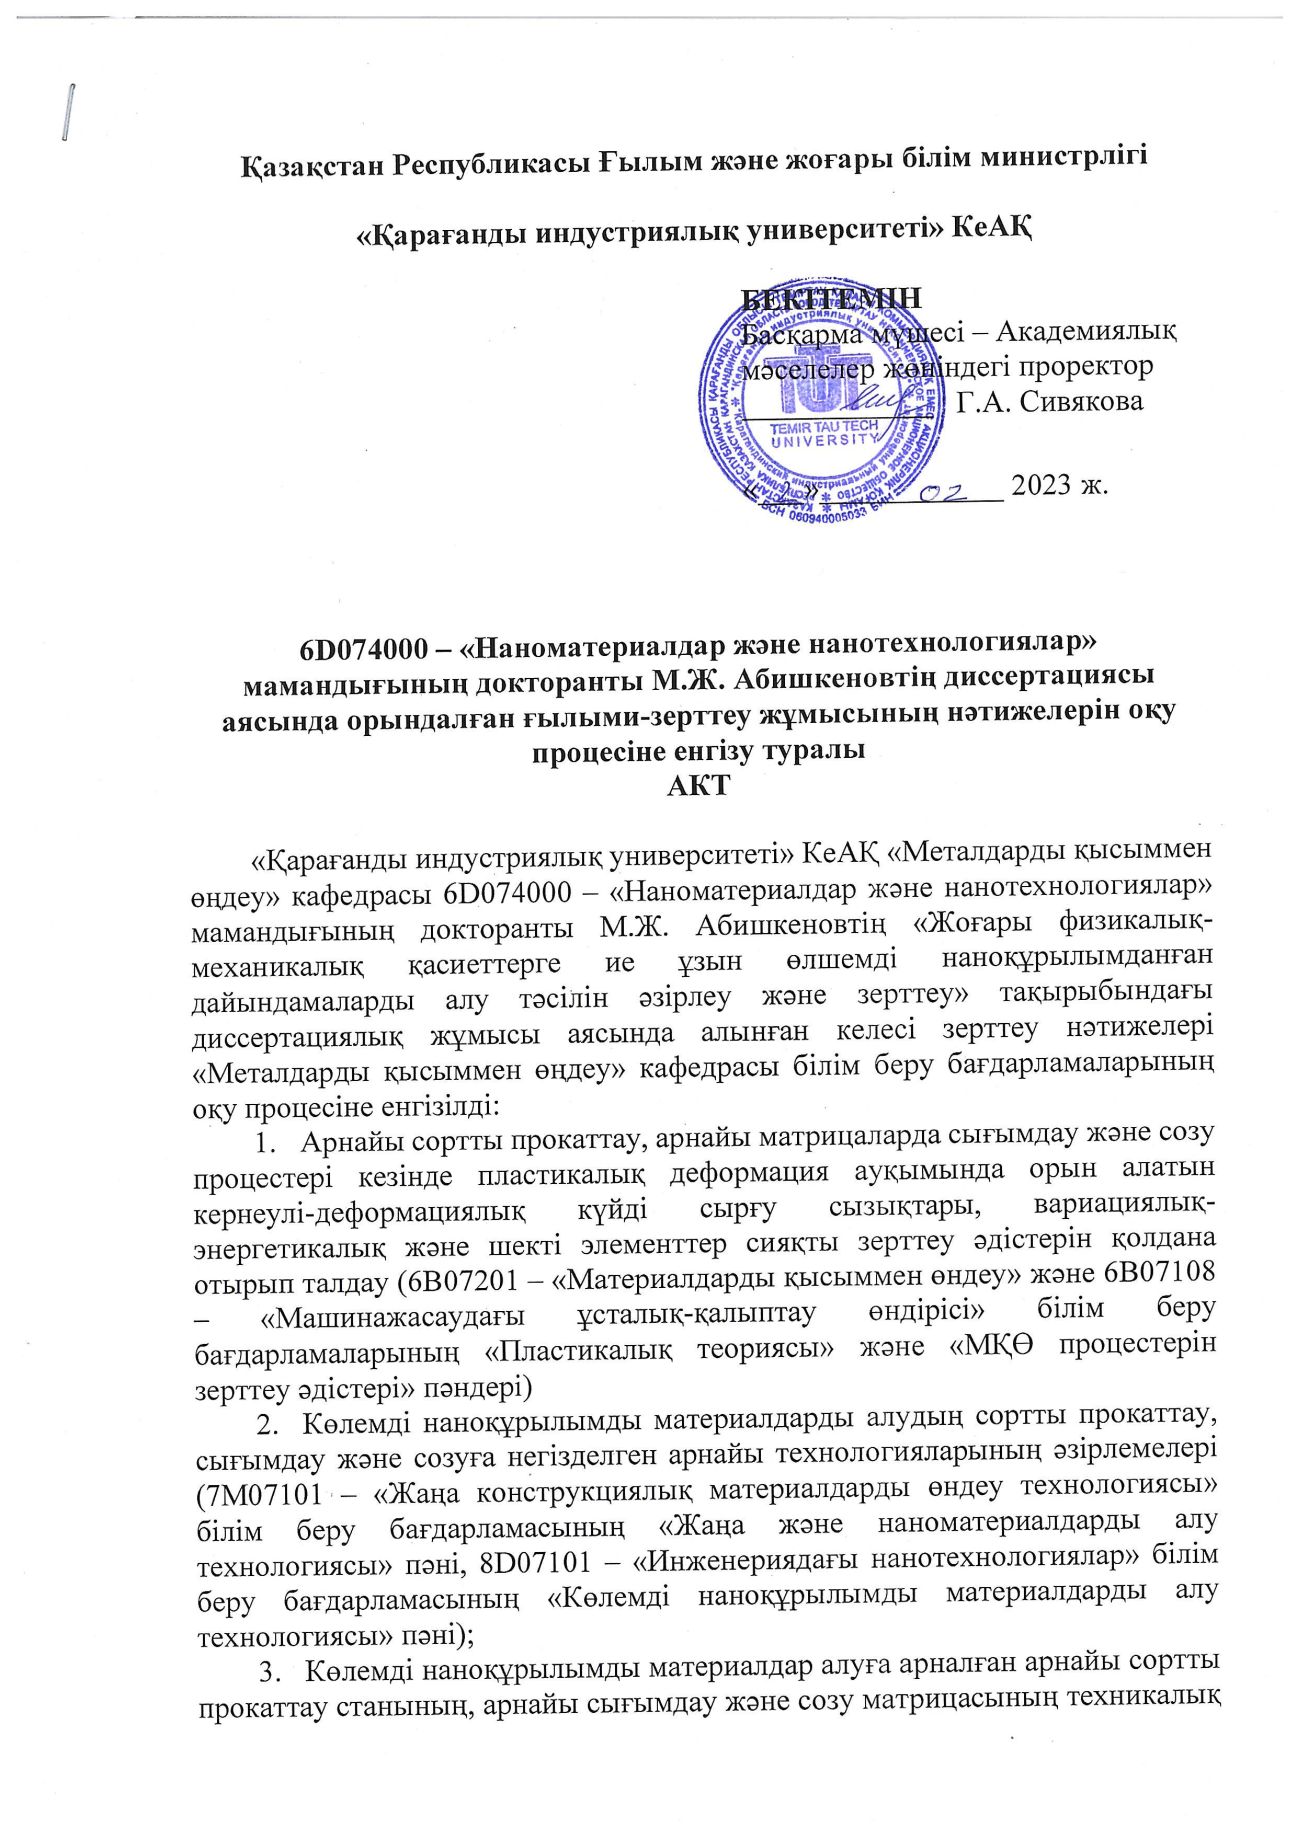 Қазақстан Республикасы Ғылым және жоғары білім министрлігі
«Қарағанды индустриялық университеті» КеАҚ
БЕКІТЕМІН
Басқарма мүшесі – Академиялық
мәселелер жөніндегі проректор
Г.А. Сивякова
TEMIR TAU TECH
UNIVERSITY
БСН 060940005033 БИН
« » 02 2023 ж.
6D074000 – «Наноматериалдар және нанотехнологиялар»
мамандығының докторанты М.Ж. Абишкеновтің диссертациясы
аясында орындалған ғылыми-зерттеу жұмысының нәтижелерін оқу
процесіне енгізу туралы
АКТ
«Қарағанды индустриялық университеті» КеАҚ «Металдарды қысыммен
өңдеу» кафедрасы 6D074000 – «Наноматериалдар және нанотехнологиялар»
мамандығының докторанты М.Ж. Абишкеновтің «Жоғары физикалық-
механикалық қасиеттерге ие ұзын өлшемді наноқұрылымданған
дайындамаларды алу тәсілін әзірлеу және зерттеу» тақырыбындағы
диссертациялық жұмысы аясында алынған келесі зерттеу нәтижелері
«Металдарды қысыммен өңдеу» кафедрасы білім беру бағдарламаларының
оқу процесіне енгізілді:
1. Арнайы сортты прокаттау, арнайы матрицаларда сығымдау және созу
процестері кезінде пластикалық деформация ауқымында орын алатын
кернеулі-деформациялық күйді сырғу сызықтары, вариациялық-
энергетикалық және шекті элементтер сияқты зерттеу әдістерін қолдана
отырып талдау (6В07201 – «Материалдарды қысыммен өңдеу» және 6В07108
– «Машинажасаудағы ұсталық-қалыптау өндірісі» білім беру
бағдарламаларының «Пластикалық теориясы» және «МҚӨ процестерін
зерттеу әдістері» пәндері)
2. Көлемді наноқұрылымды материалдарды алудың сортты прокаттау,
сығымдау және созуға негізделген арнайы технологияларының әзірлемелері
(7М07101 – «Жаңа конструкциялық материалдарды өндеу технологиясы»
білім беру бағдарламасының «Жаңа және наноматериалдарды алу
технологиясы» пәні, 8D07101 – «Инженериядағы нанотехнологиялар» білім
беру бағдарламасының «Көлемді наноқұрылымды материалдарды алу
технологиясы» пәні);
3. Көлемді наноқұрылымды материалдар алуға арналған арнайы сортты
прокаттау станының, арнайы сығымдау және созу матрицасының техникалық